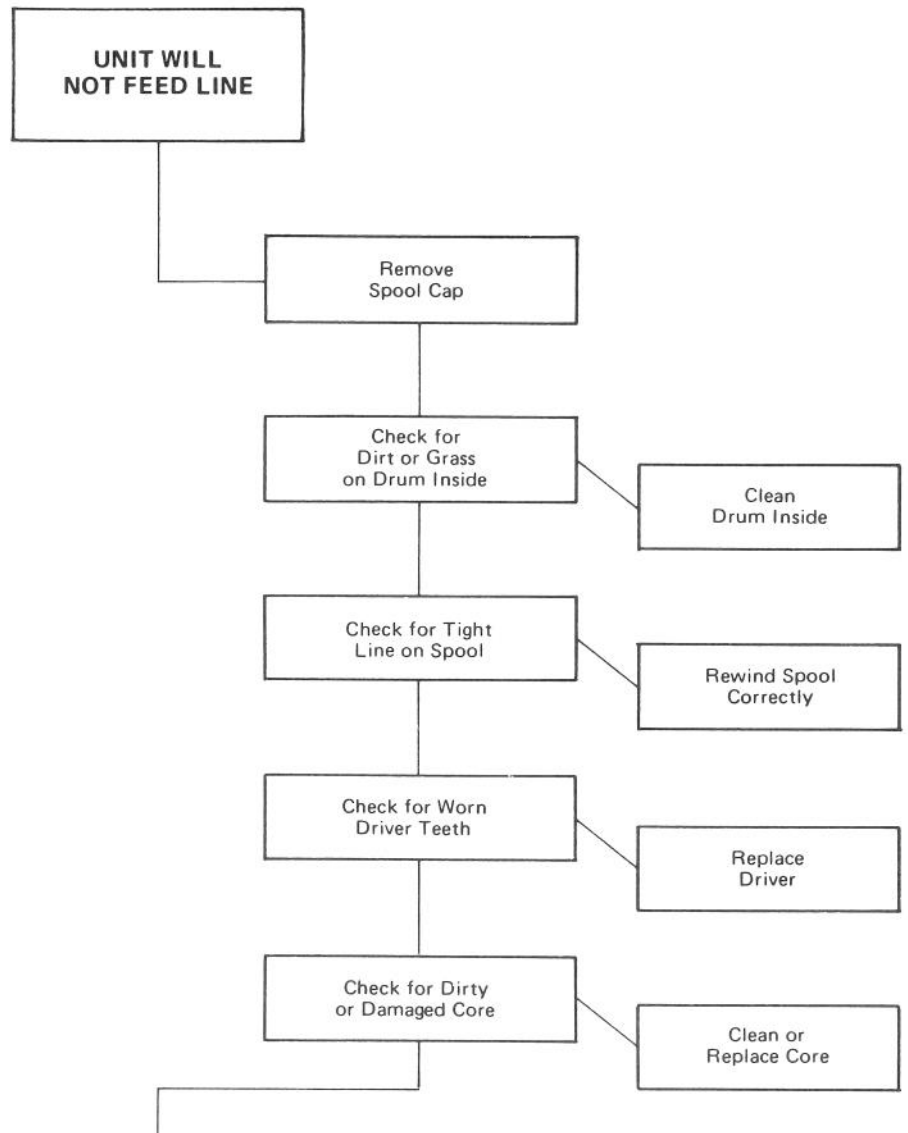 UNIT WILL
NOT FEED LINE
Remove
Spool Cap
Check for
Dirt or Grass
on Drum Inside
Clean
Drum Inside
Check for Tight
Line on Spool
Rewind Spool
Correctly
Check for Worn
Driver Teeth
Replace
Driver
Check for Dirty
or Damaged Core
Clean or
Replace Core